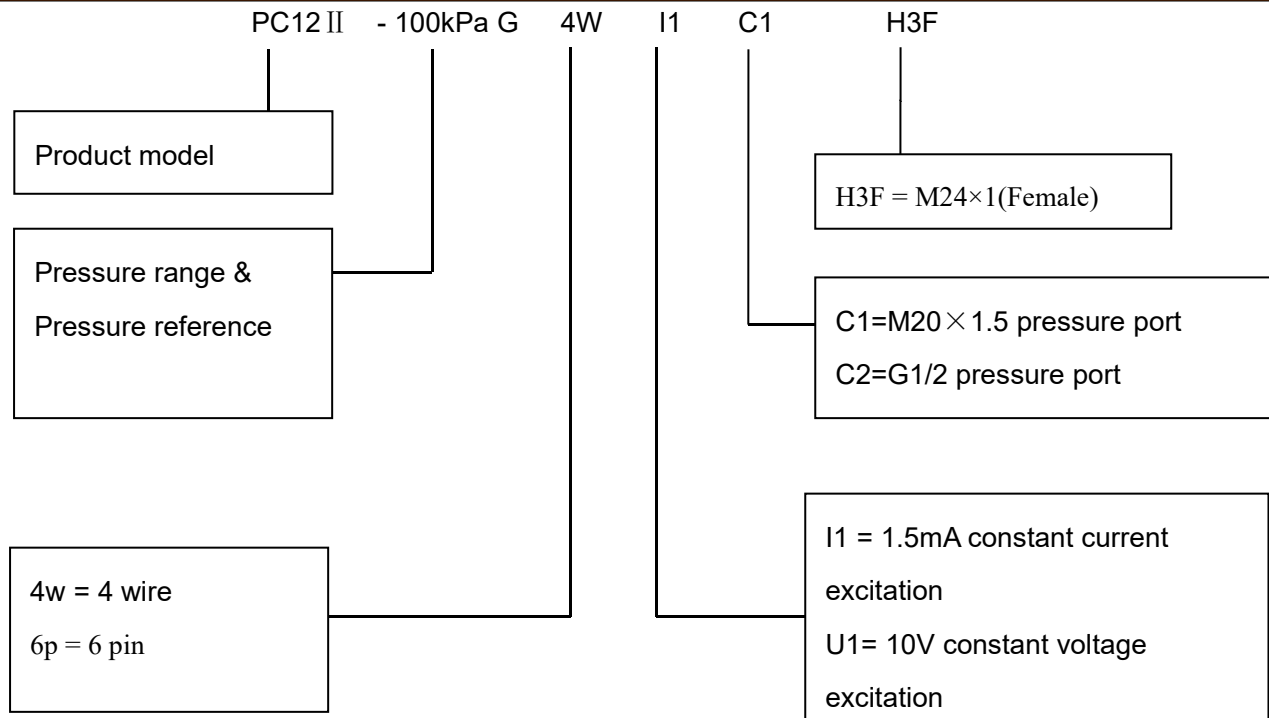 PC12Ⅱ - 100kPa G 4W I1 C1 H3F
Product model
H3F = M24×1(Female)
Pressure range &
Pressure reference
C1=M20×1.5 pressure port
C2=G1/2 pressure port
4w = 4 wire
6p = 6 pin
I1 = 1.5mA constant current
excitation
U1= 10V constant voltage
excitation